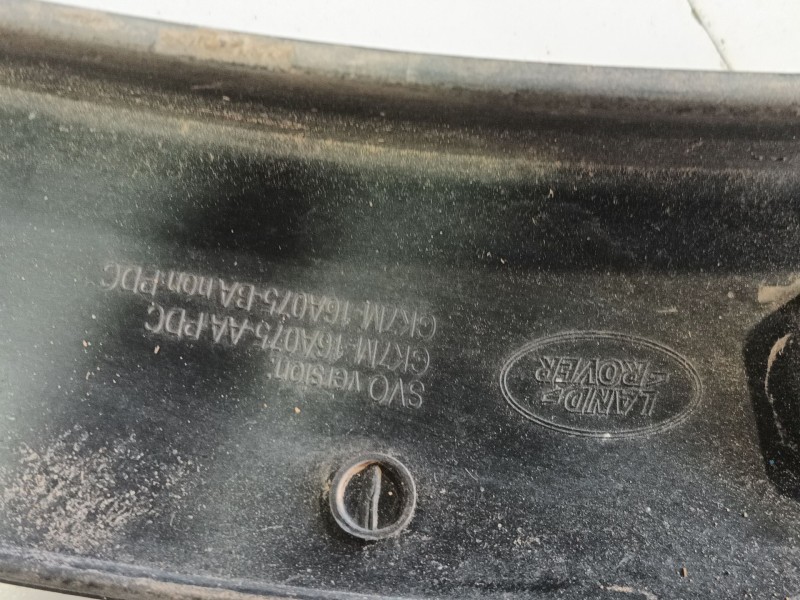 SVO version
GK7M-16A075-AA PDC
GK7M-16A075-BA non-PDC
LAND
ROVER